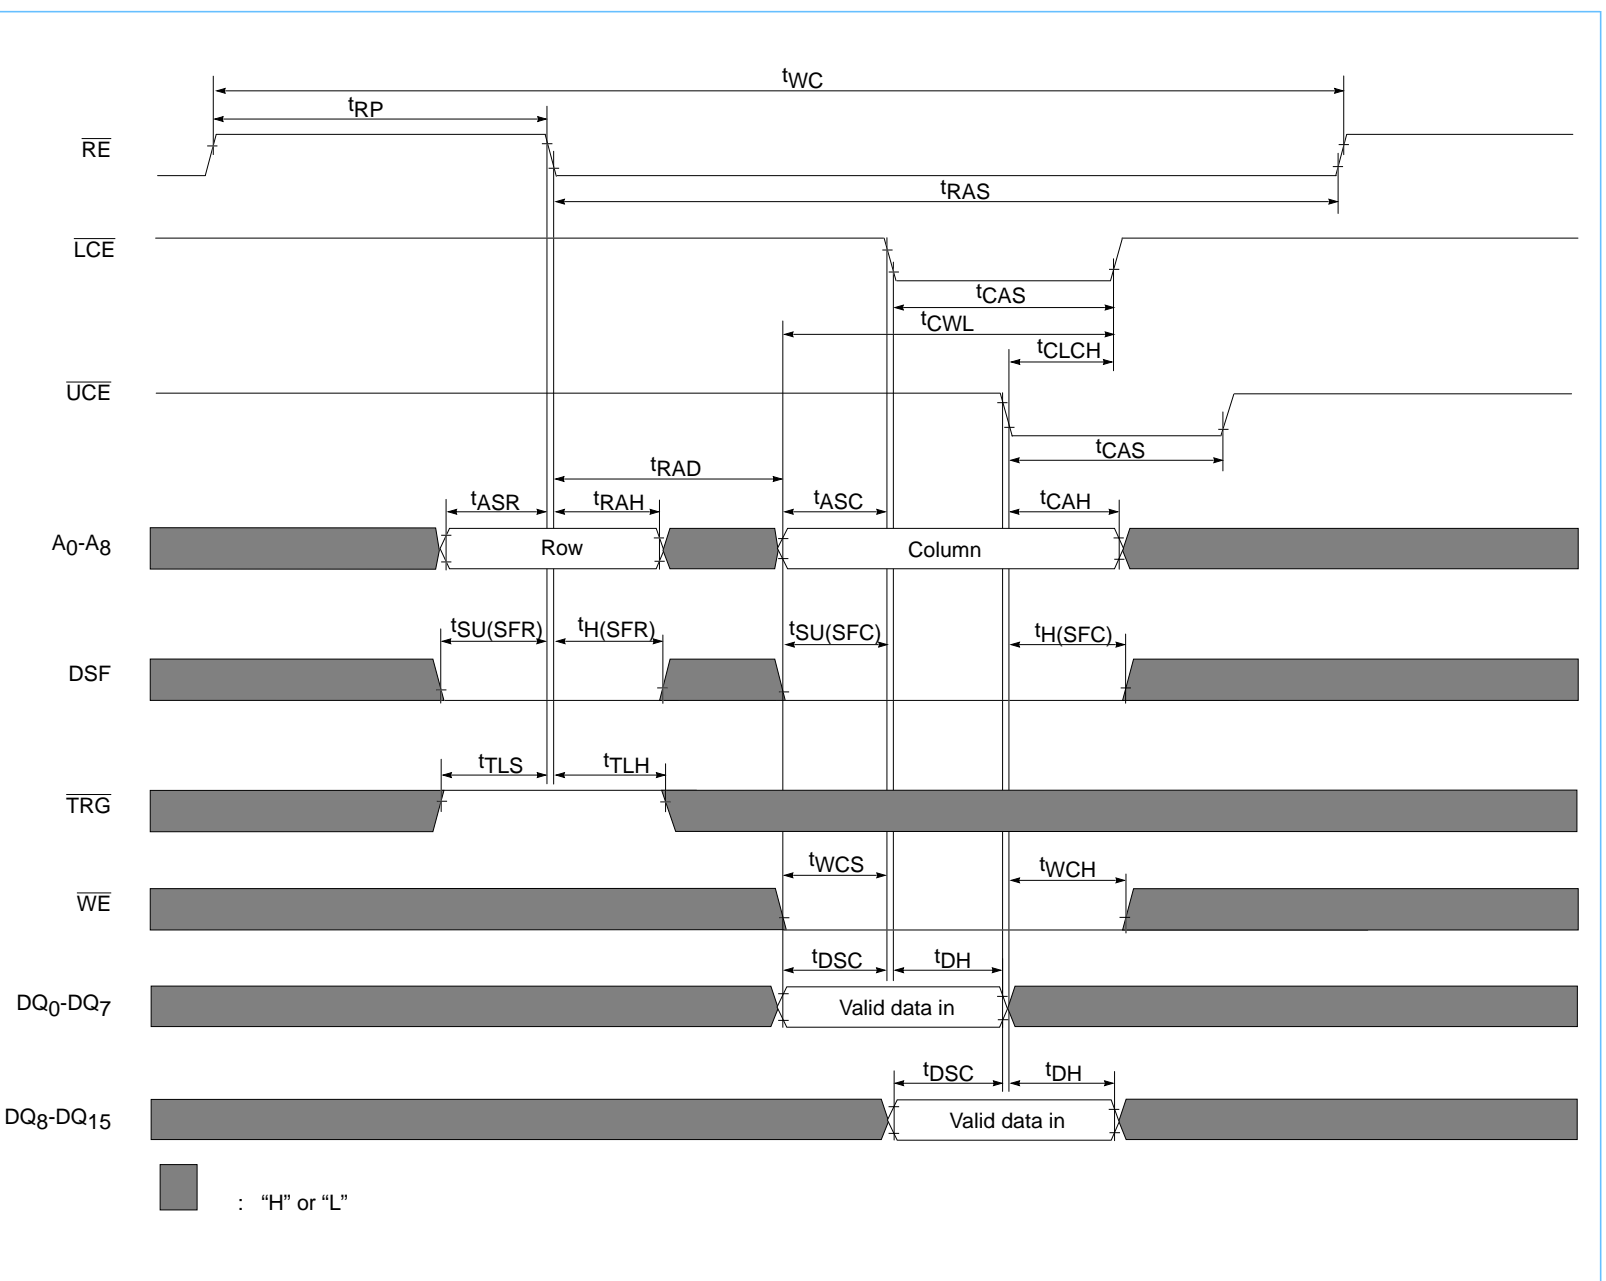 tWC
tRP
RE
tRAS
LCE
tCAS
tCWL
tCLCH
UCE
tCAS
tRAD
tASR tRAH tASC tCAH
A0-A8 Row Column
tSU(SFR) tH(SFR) tSU(SFC) tH(SFC)
DSF
tTLS tTLH
TRG
tWCS tWCH
WE
tDSC tDH
DQ0-DQ7 Valid data in
tDSC tDH
DQ8-DQ15 Valid data in
: “H” or “L”